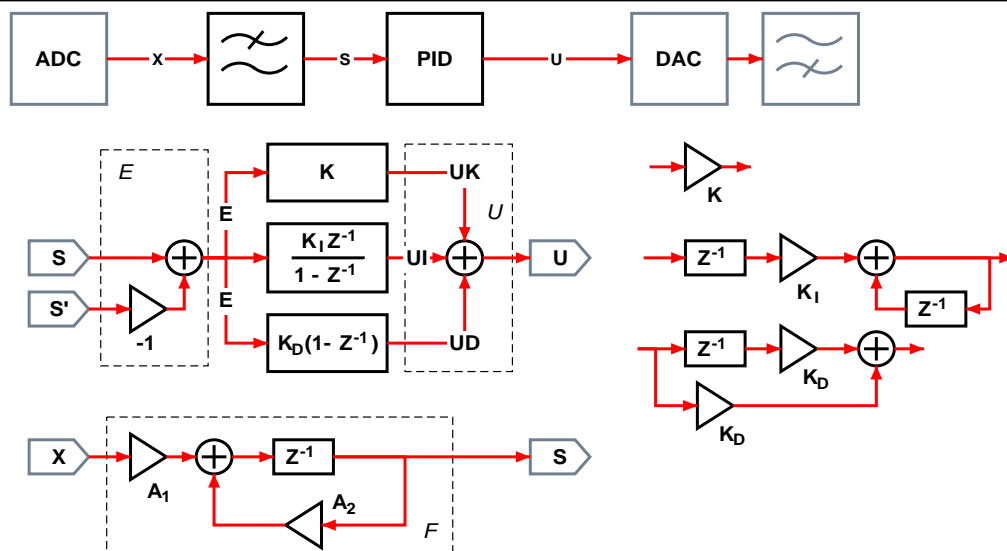 ADC X S PID U DAC
E K UK U
E
S K_I Z^-1 UI U
1 - Z^-1
S' E
-1 K_D(1- Z^-1) UD
K
Z^-1 K_I
Z^-1
Z^-1 K_D
K_D
X A_1 Z^-1 S
A_2
F